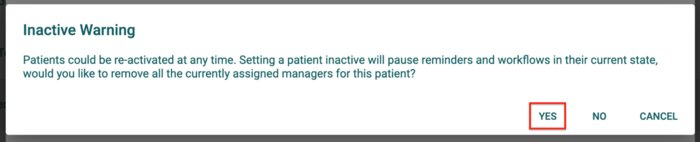 Inactive Warning
Patients could be re-activated at any time. Setting a patient inactive will pause reminders and workflows in their current state,
would you like to remove all the currently assigned managers for this patient?
YES NO CANCEL